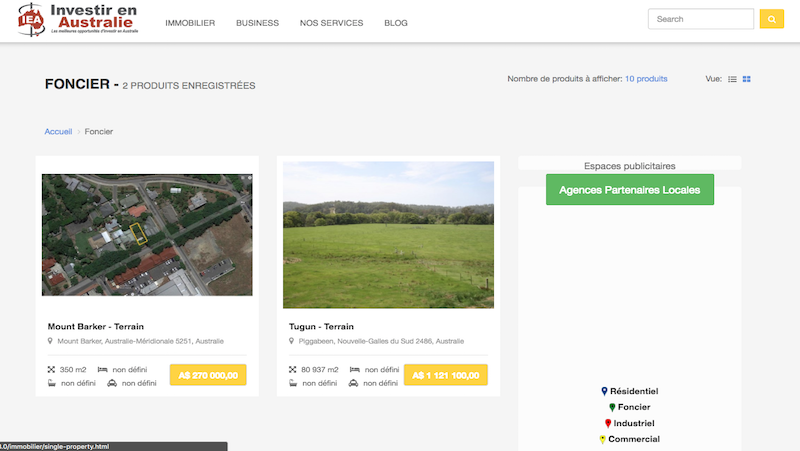 IEA
Investir en
Australie
Les meilleures opportunités d'investir en Australie
IMMOBILIER
BUSINESS
NOS SERVICES
BLOG
Search
FONCIER - 2 PRODUITS ENREGISTRÉES
Nombre de produits à afficher: 10 produits
Vue:
Accueil › Foncier
Mount Barker - Terrain
Mount Barker, Australie-Méridionale 5251, Australie
350 m2
non défini
non défini
non défini
A$ 270 000,00
Tugun - Terrain
Piggabeen, Nouvelle-Galles du Sud 2486, Australie
80 937 m2
non défini
non défini
non défini
A$ 1 121 100,00
Espaces publicitaires
Agences Partenaires Locales
Résidentiel
Foncier
Industriel
Commercial
.0/immobilier/single-property.html